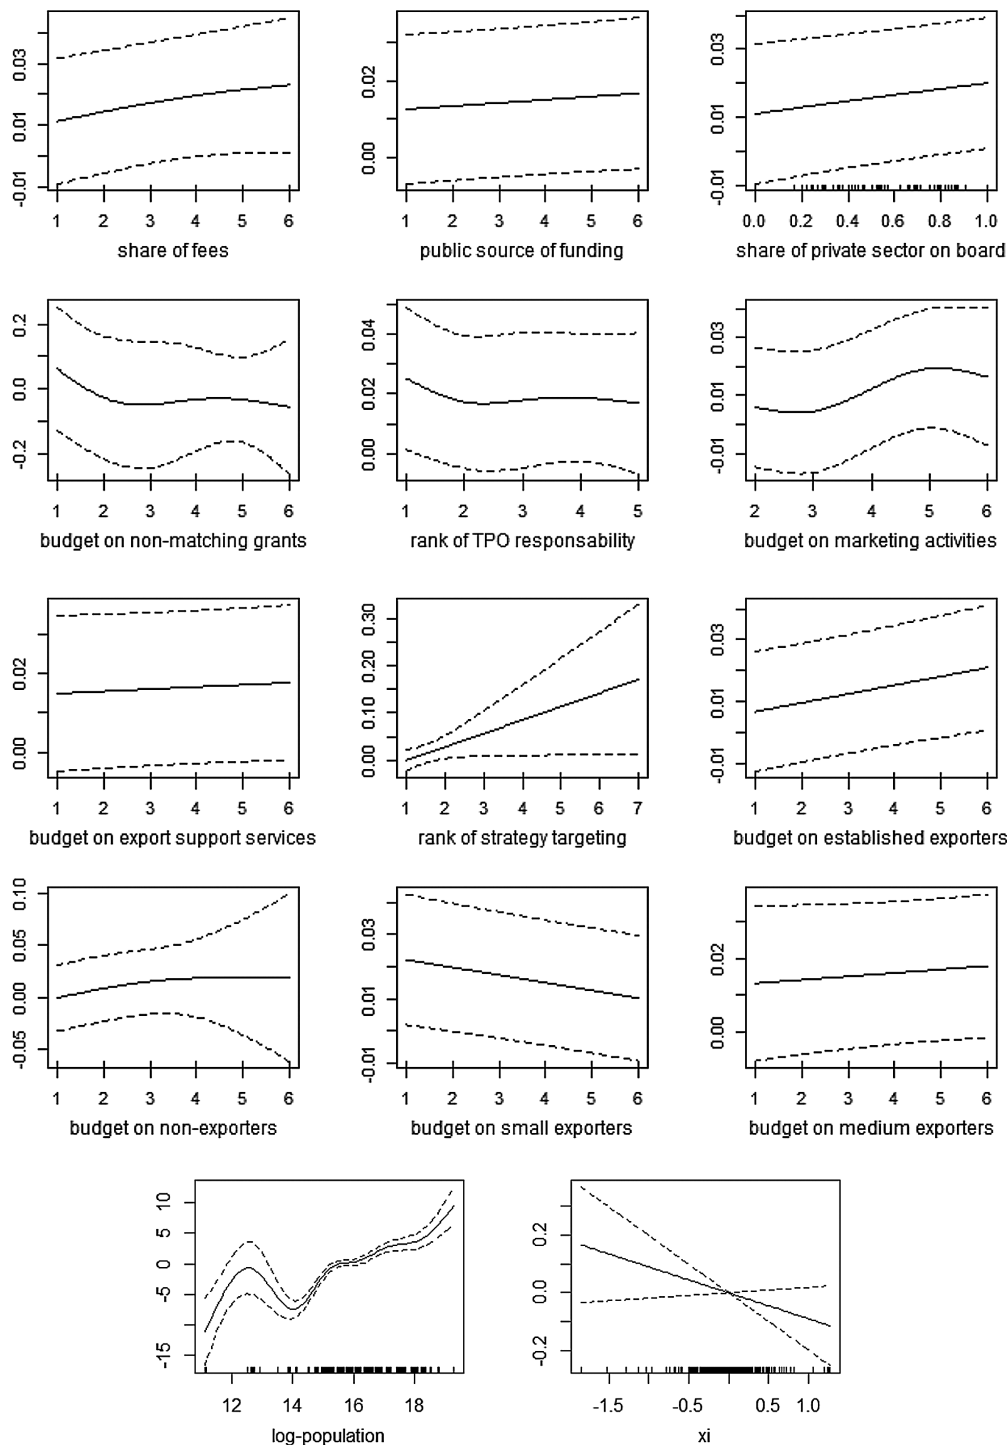 -0.01 0.01 0.03
1 2 3 4 5 6
share of fees
0.00 0.02
1 2 3 4 5 6
public source of funding
-0.01 0.01 0.03
0.0 0.2 0.4 0.6 0.8 1.0
share of private sector on board
-0.2 0.0 0.2
1 2 3 4 5 6
budget on non-matching grants
0.00 0.02 0.04
1 2 3 4 5
rank of TPO responsability
-0.01 0.01 0.03
2 3 4 5 6
budget on marketing activities
0.00 0.02
1 2 3 4 5 6
budget on export support services
0.00 0.10 0.20 0.30
1 2 3 4 5 6 7
rank of strategy targeting
-0.01 0.01 0.03
1 2 3 4 5 6
budget on established exporters
-0.05 0.00 0.05 0.10
1 2 3 4 5 6
budget on non-exporters
-0.01 0.01 0.03
1 2 3 4 5 6
budget on small exporters
0.00 0.02
1 2 3 4 5 6
budget on medium exporters
-15 -5 0 5 10
12 14 16 18
log-population
-0.2 0.0 0.2
-1.5 -0.5 0.5 1.0
xi